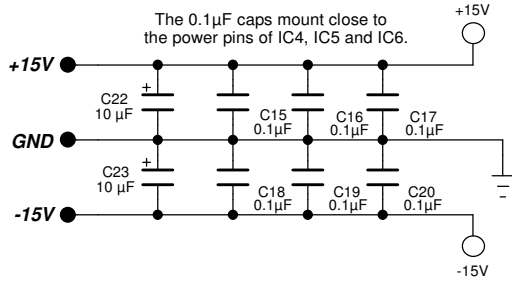 The 0.1µF caps mount close to
the power pins of IC4, IC5 and IC6.
+15V
+15V
+
C22
10 µF
C15
0.1µF
C16
0.1µF
C17
0.1µF
GND
+
C23
10 µF
C18
0.1µF
C19
0.1µF
C20
0.1µF
-15V
-15V